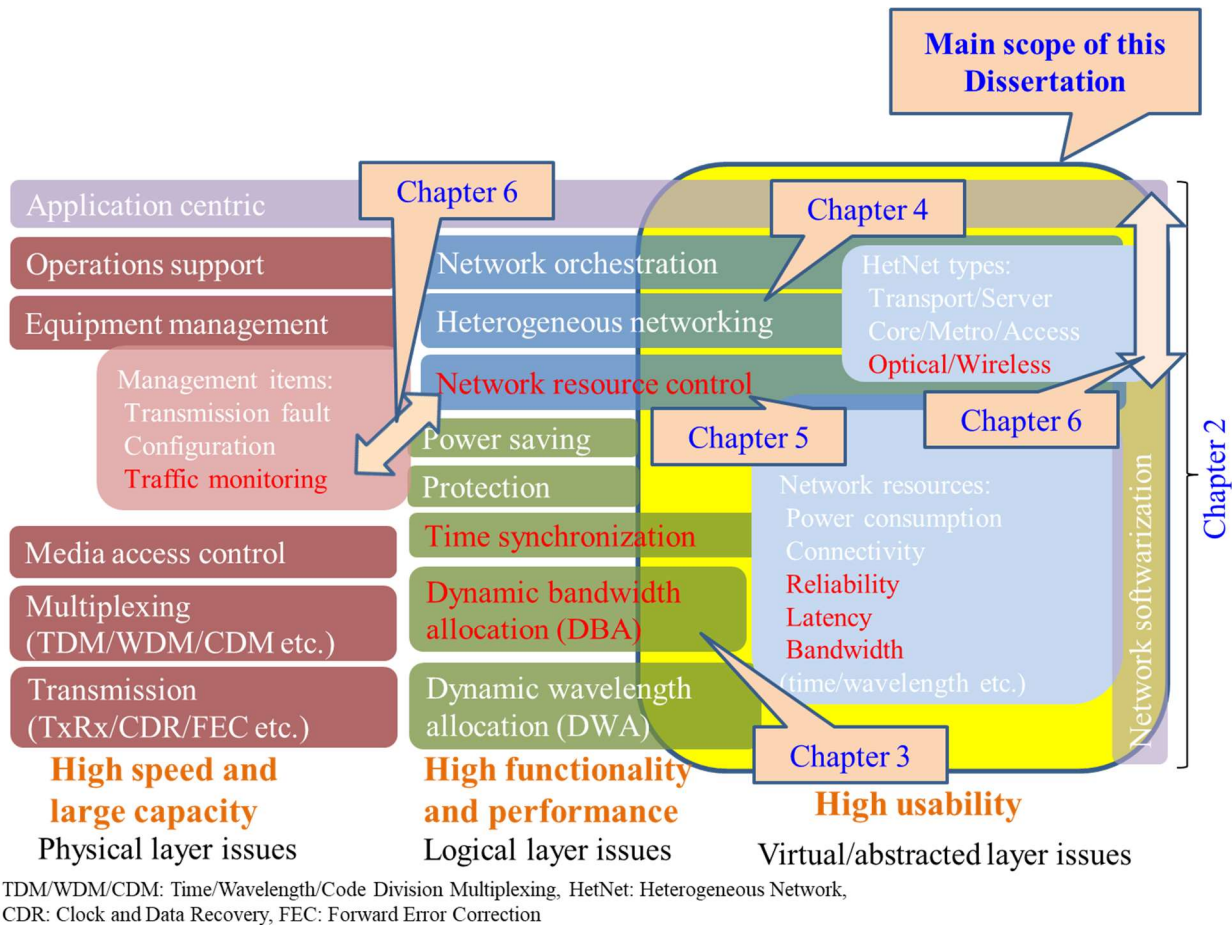 Main scope of this
Dissertation
Application centric
Chapter 6
Chapter 4
Operations support
Network orchestration
HetNet types:
Transport/Server
Core/Metro/Access
Optical/Wireless
Equipment management
Heterogeneous networking
Management items:
Transmission fault
Configuration
Traffic monitoring
Network resource control
Chapter 5
Chapter 6
Chapter 2
Power saving
Protection
Network resources:
Power consumption
Connectivity
Reliability
Latency
Bandwidth
(time/wavelength etc.)
Network softwarization
Media access control
Time synchronization
Multiplexing
(TDM/WDM/CDM etc.)
Dynamic bandwidth
allocation (DBA)
Transmission
(TxRx/CDR/FEC etc.)
Dynamic wavelength
allocation (DWA)
Chapter 3
High speed and
large capacity
Physical layer issues
High functionality
and performance
Logical layer issues
High usability
Virtual/abstracted layer issues
TDM/WDM/CDM: Time/Wavelength/Code Division Multiplexing, HetNet: Heterogeneous Network,
CDR: Clock and Data Recovery, FEC: Forward Error Correction